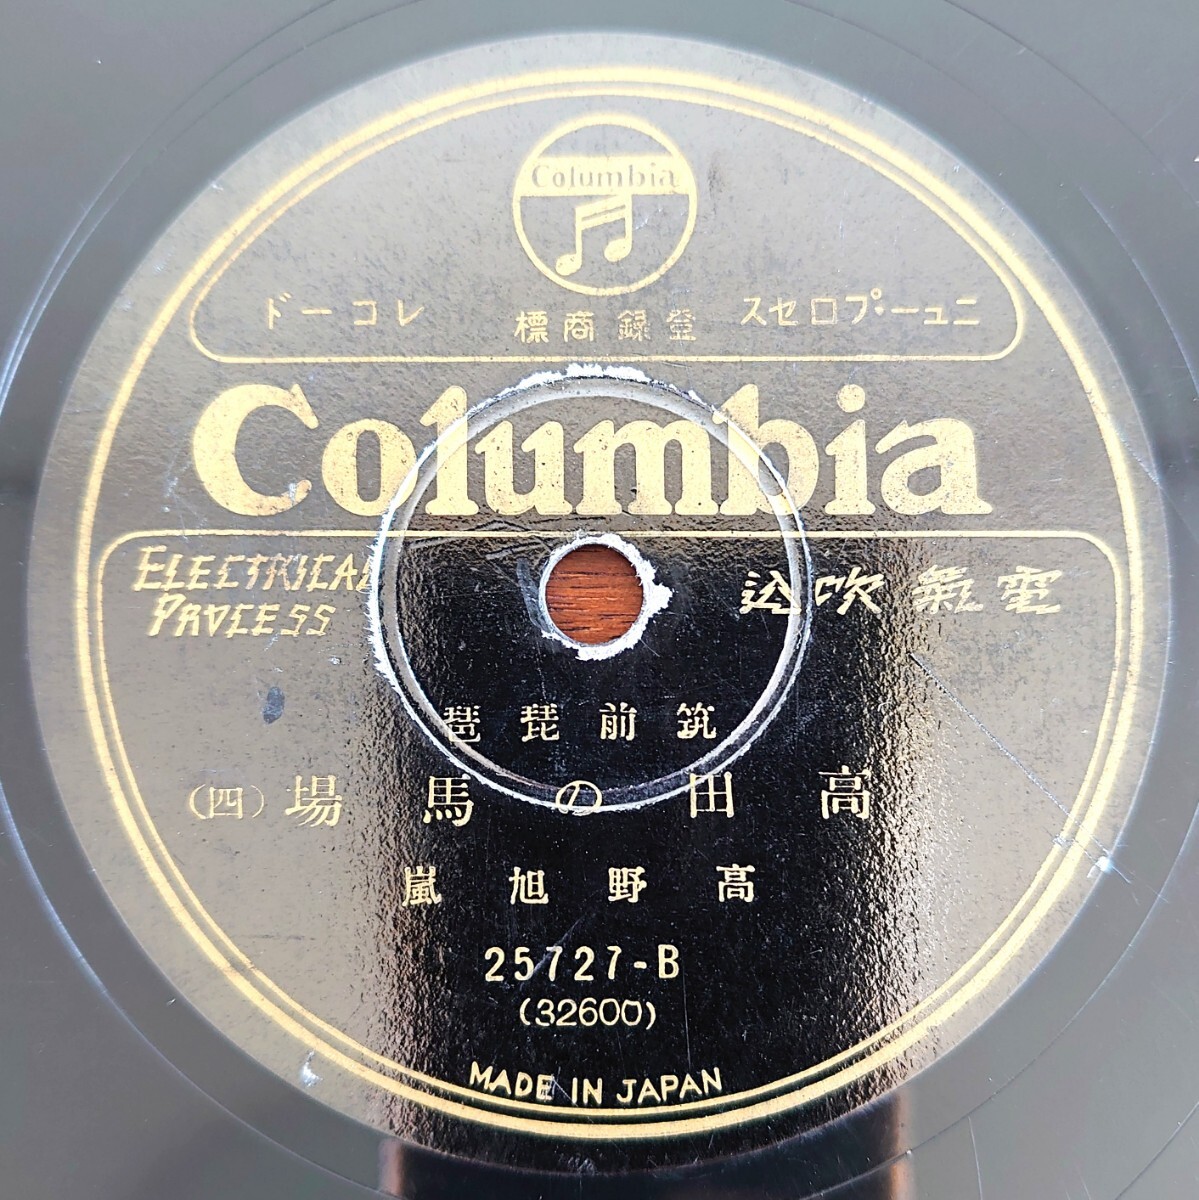 Columbia
ニュー・プロセス 登録商標 レコード
Columbia
ELECTRICAL
PROCESS
電氣吹込
筑前琵琶
高田の馬場（四）
高野旭嵐
25727-B
(32600)
MADE IN JAPAN